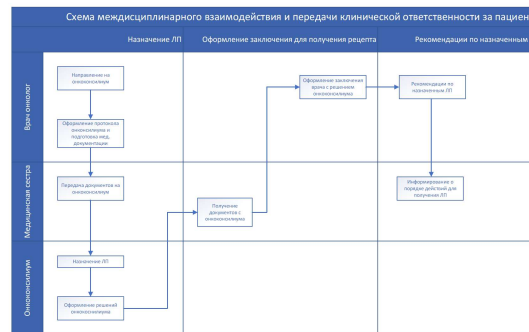 Схема междисциплинарного взаимодействия и передачи клинической ответственности за пациен
Назначение ЛП
Оформление заключения для получения рецепта
Рекомендации по назначенным
Врач онколог
Направление на
онкоконсилиум
Оформление протокола
онкоконсилиума и
подготовка мед.
документации
Оформление заключения
врача с решением
онкоконсилиума
Рекомендации по
назначенным ЛП
Медицинская сестра
Передача документов на
онкоконсилиум
Получение
документов с
онкоконсилиума
Информирование о
порядке действий для
получения ЛП
Онкоконсилиум
Назначение ЛП
Оформление решений
онкоконсилиума